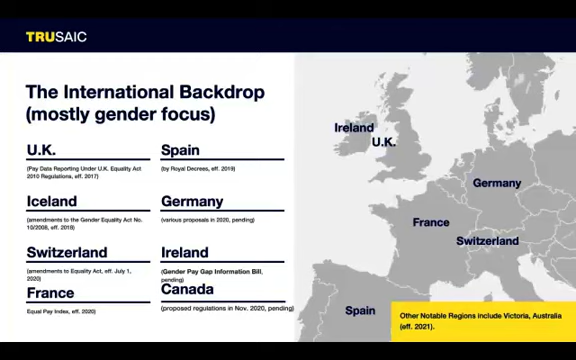 TRUSAIC
The International Backdrop
(mostly gender focus)
U.K.
(Pay Data Reporting Under U.K. Equality Act
2010 Regulations, eff. 2017)
Spain
(by Royal Decrees, eff. 2019)
Iceland
(amendments to the Gender Equality Act No.
10/2008, eff. 2018)
Germany
(various proposals in 2020, pending)
Switzerland
(amendments to Equality Act, eff. July 1,
2020)
Ireland
(Gender Pay Gap Information Bill,
pending)
France
Equal Pay Index, eff. 2020)
Canada
(proposed regulations in Nov. 2020, pending)
Ireland
U.K.
Germany
France
Switzerland
Spain
Other Notable Regions include Victoria, Australia
(eff. 2021).